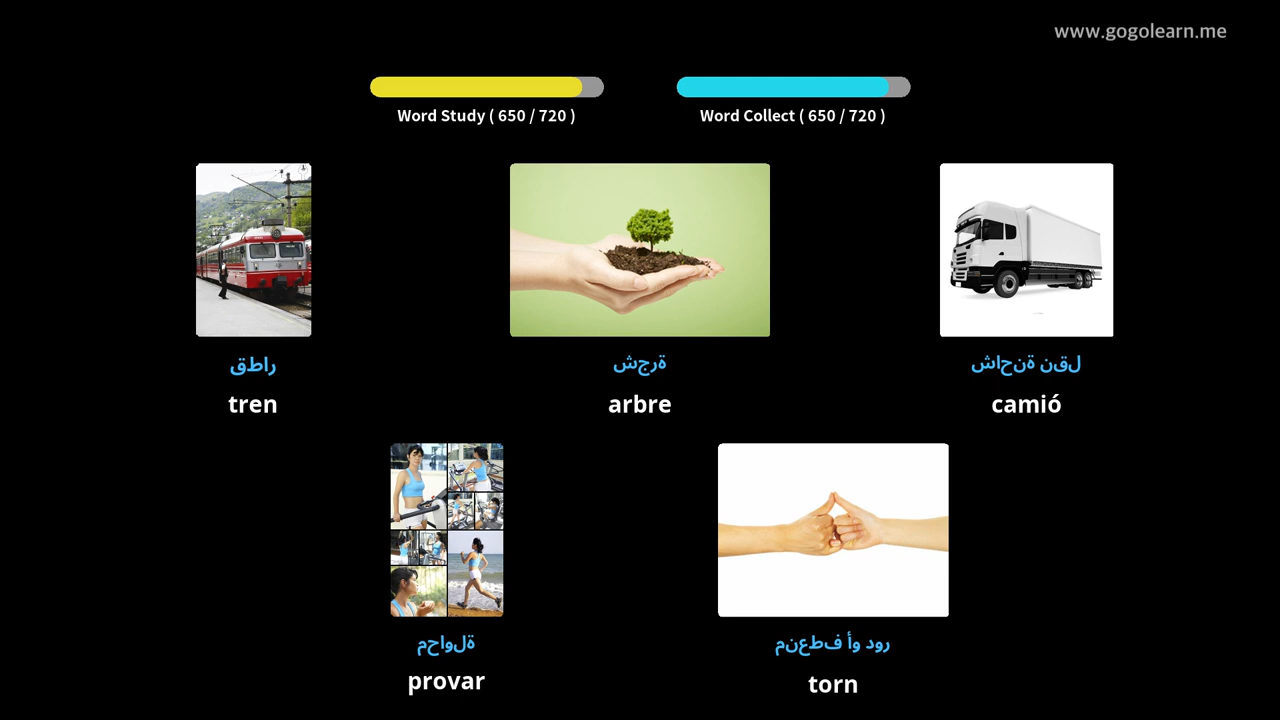 www.gogolearn.me
Word Study ( 650 / 720 )
Word Collect ( 650 / 720 )
راطق
ةرجش
لقن ةنحاش
tren
arbre
camió
ةلواحم
رود وأ فطعنم
provar
torn